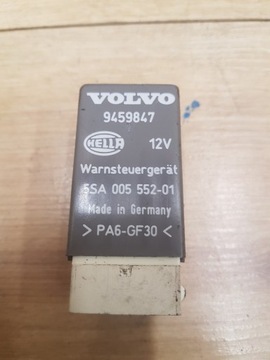 VOLVO
9459847
HELLA 12V
Warnsteuergerät
5SA 005 552-01
Made in Germany
> PA6-GF30 <